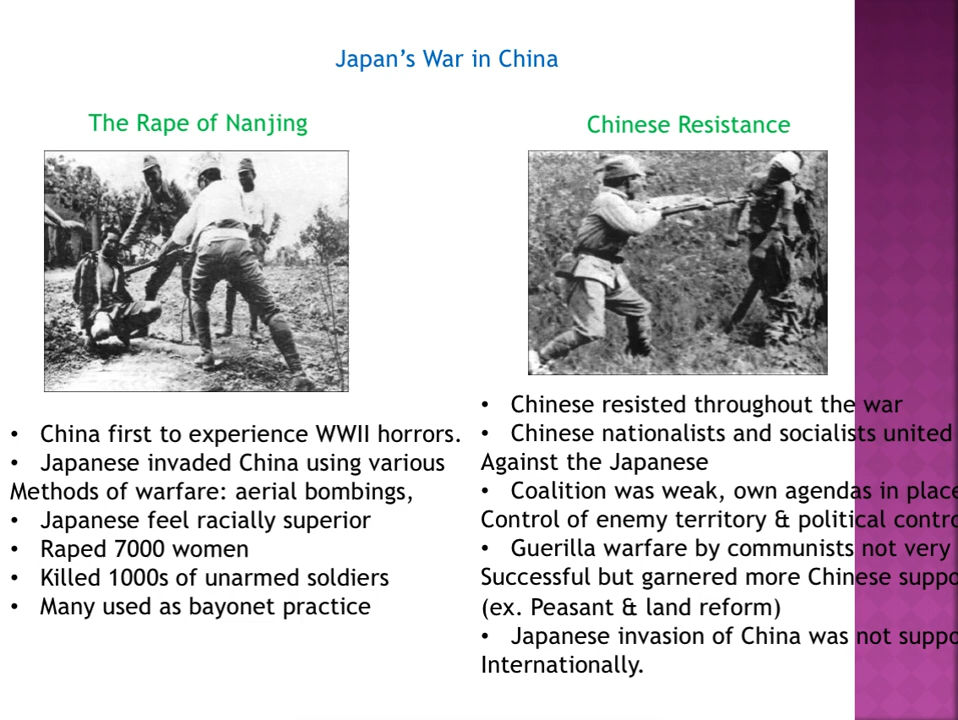 Japan’s War in China
The Rape of Nanjing
• China first to experience WWII horrors.
• Japanese invaded China using various
Methods of warfare: aerial bombings,
• Japanese feel racially superior
• Raped 7000 women
• Killed 1000s of unarmed soldiers
• Many used as bayonet practice
Chinese Resistance
• Chinese resisted throughout the war
• Chinese nationalists and socialists united
Against the Japanese
• Coalition was weak, own agendas in place
Control of enemy territory & political contro
• Guerilla warfare by communists not very
Successful but garnered more Chinese suppo
(ex. Peasant & land reform)
• Japanese invasion of China was not suppo
Internationally.